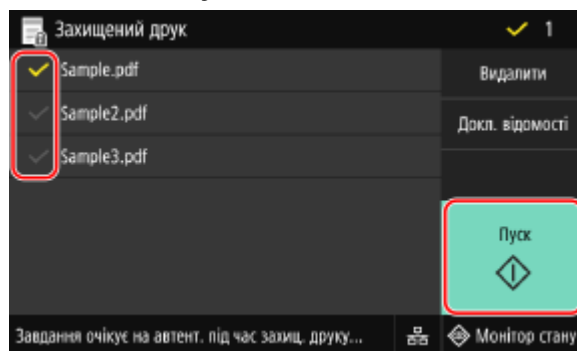 Захищений друк
1
Sample.pdf
Sample2.pdf
Sample3.pdf
Видалити
Докл. відомості
Пуск
Завдання очікує на автент. під час захищ. друку...
Монітор стану